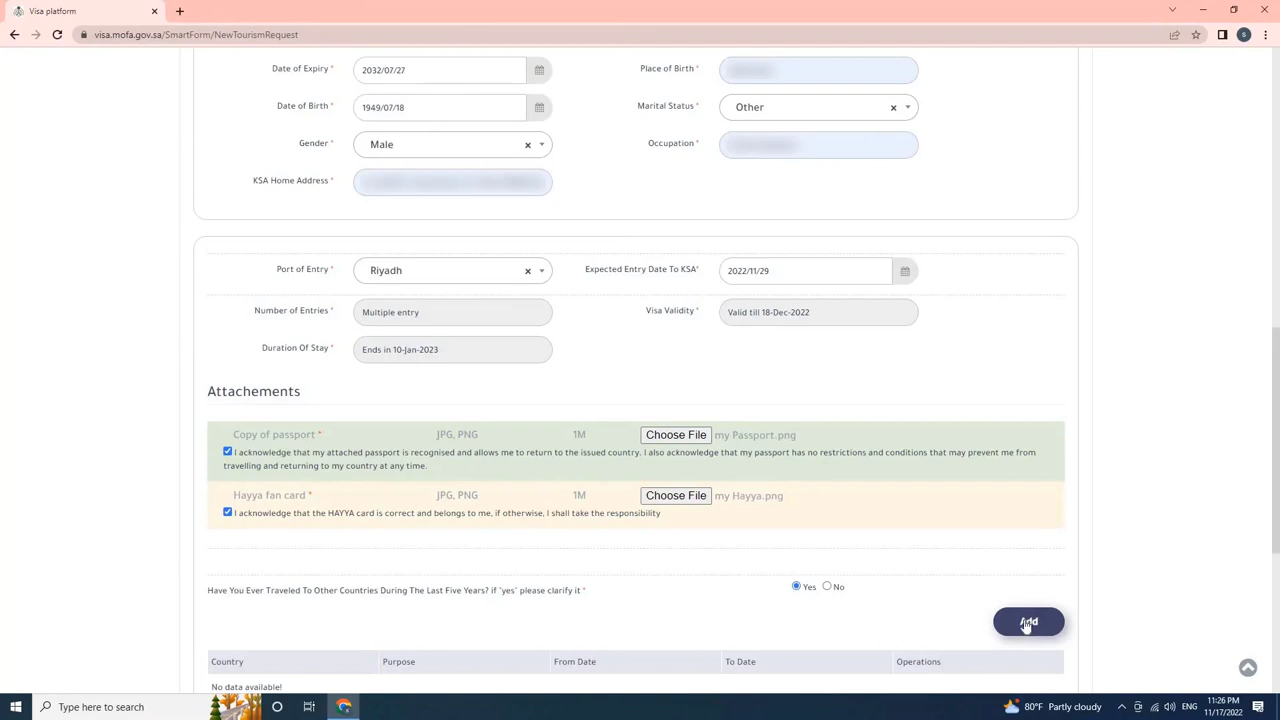 Visa platform
visa.mofa.gov.sa/SmartForm/NewTourismRequest
S
Date of Expiry *
2032/07/27
Place of Birth *
Date of Birth *
1949/07/18
Marital Status *
Other
Gender *
Male
Occupation *
KSA Home Address *
Port of Entry *
Riyadh
Expected Entry Date To KSA*
2022/11/29
Number of Entries *
Multiple entry
Visa Validity *
Valid till 18-Dec-2022
Duration Of Stay *
Ends in 10-Jan-2023
Attachements
Copy of passport *
JPG, PNG
1M
Choose File
my Passport.png
I acknowledge that my attached passport is recognised and allows me to return to the issued country. I also acknowledge that my passport has no restrictions and conditions that may prevent me from
travelling and returning to my country at any time.
Hayya fan card *
JPG, PNG
1M
Choose File
my Hayya.png
I acknowledge that the HAYYA card is correct and belongs to me, if otherwise, I shall take the responsibility
Have You Ever Traveled To Other Countries During The Last Five Years? if "yes" please clarify it *
Yes
No
Add
Country
Purpose
From Date
To Date
Operations
No data available!
Type here to search
80°F Partly cloudy
ENG
11:26 PM
11/17/2022